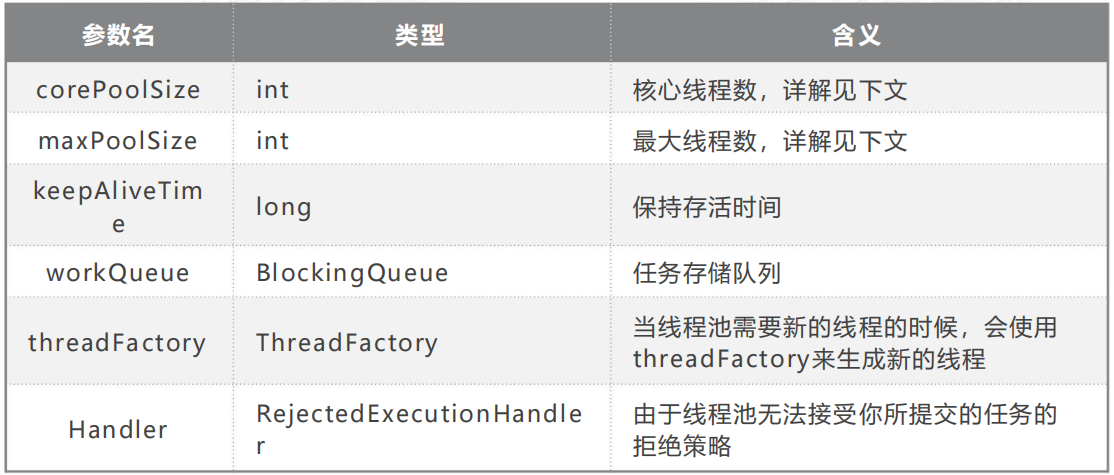 参数名 类型 含义
corePoolSize int 核心线程数，详解见下文
maxPoolSize int 最大线程数，详解见下文
keepAliveTim
e
long 保持存活时间
workQueue BlockingQueue 任务存储队列
threadFactory ThreadFactory
当线程池需要新的线程的时候，会使用
threadFactory来生成新的线程
Handler
RejectedExecutionHandle
r
由于线程池无法接受你所提交的任务的
拒绝策略